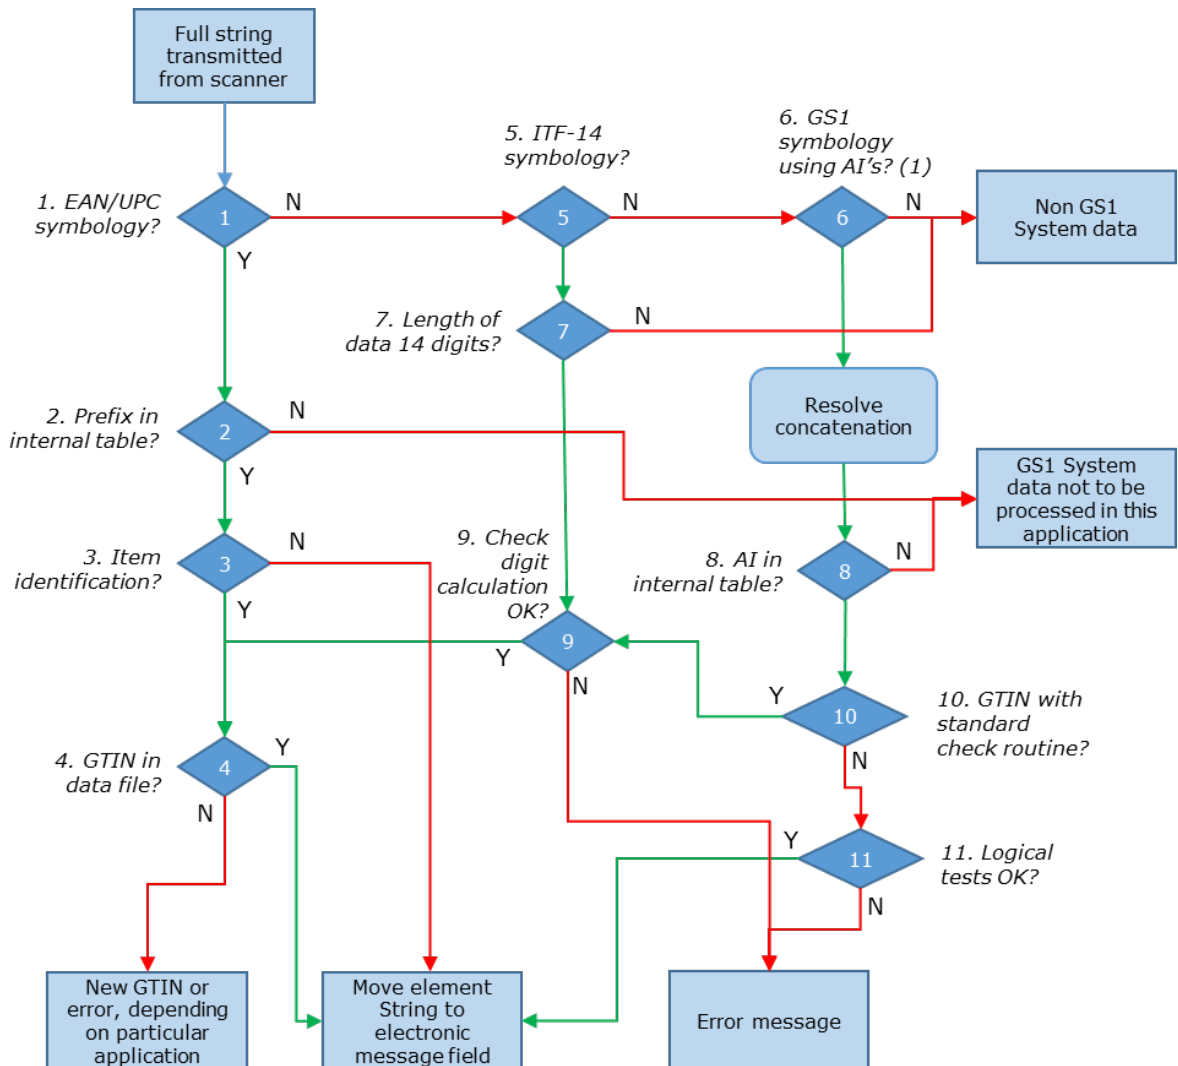 Full string
transmitted
from scanner
5. ITF-14
symbology?
6. GS1
symbology
using AI's? (1)
1. EAN/UPC
symbology?
1
N
5
N
6
N
Non GS1
System data
Y
7. Length of
data 14 digits?
7
N
2. Prefix in
internal table?
2
N
Resolve
concatenation
Y
GS1 System
data not to be
processed in this
application
3. Item
identification?
3
N
9. Check
digit
calculation
OK?
8. AI in
internal table?
8
N
Y
9
Y
N
Y
10
10. GTIN with
standard
check routine?
N
4. GTIN in
data file?
4
Y
N
Y
11
11. Logical
tests OK?
N
New GTIN or
error, depending
on particular
application
Move element
String to
electronic
message field
Error message